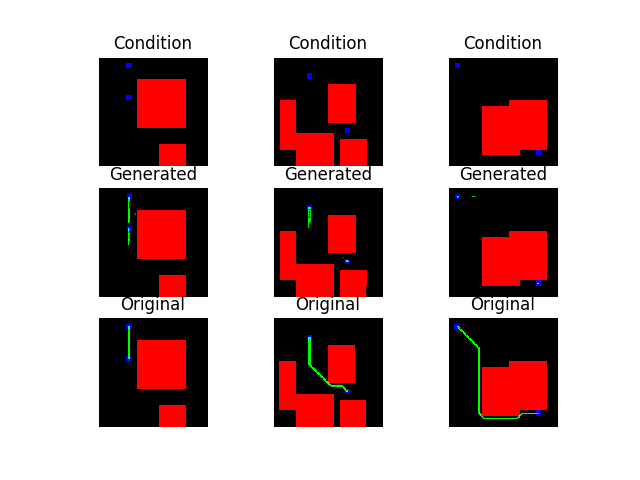 Condition Condition Condition
Generated Generated Generated
Original Original Original